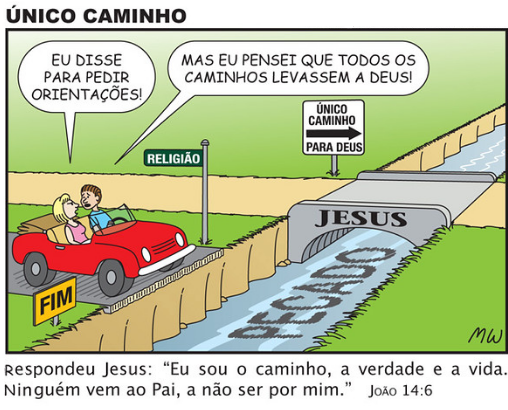 ÚNICO CAMINHO
EU DISSE
PARA PEDIR
ORIENTAÇÕES!
MAS EU PENSEI QUE TODOS OS
CAMINHOS LEVASSEM A DEUS!
ÚNICO
CAMINHO
PARA DEUS
RELIGIÃO
JESUS
FIM
PECADO
MW
Respondeu Jesus: “Eu sou o caminho, a verdade e a vida.
Ninguém vem ao Pai, a não ser por mim.” João 14:6